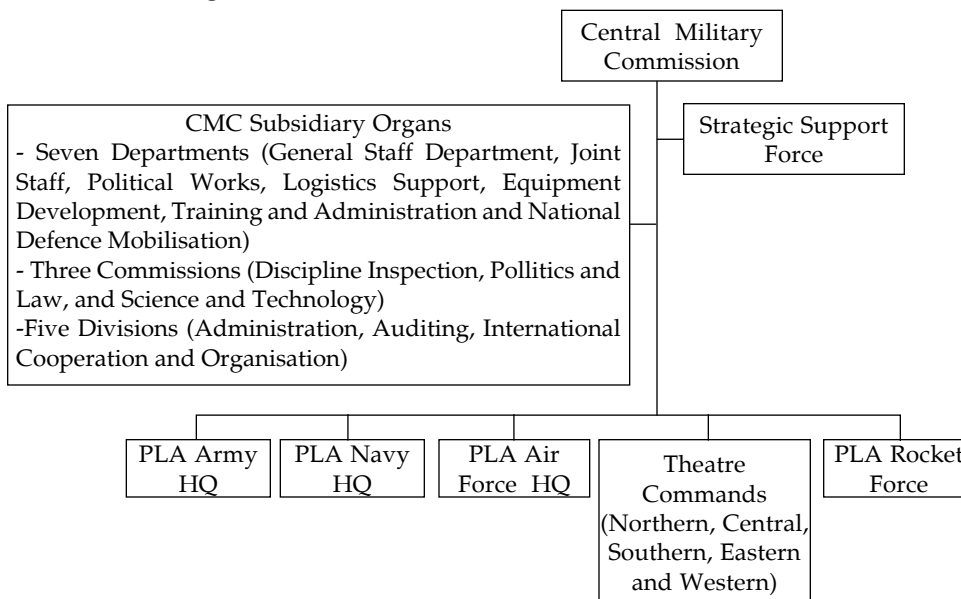 Central Military
Commission
CMC Subsidiary Organs
- Seven Departments (General Staff Department, Joint
Staff, Political Works, Logistics Support, Equipment
Development, Training and Administration and National
Defence Mobilisation)
- Three Commissions (Discipline Inspection, Pollitics and
Law, and Science and Technology)
-Five Divisions (Administration, Auditing, International
Cooperation and Organisation)
Strategic Support
Force
PLA Army
HQ
PLA Navy
HQ
PLA Air
Force HQ
Theatre
Commands
(Northern, Central,
Southern, Eastern
and Western)
PLA Rocket
Force